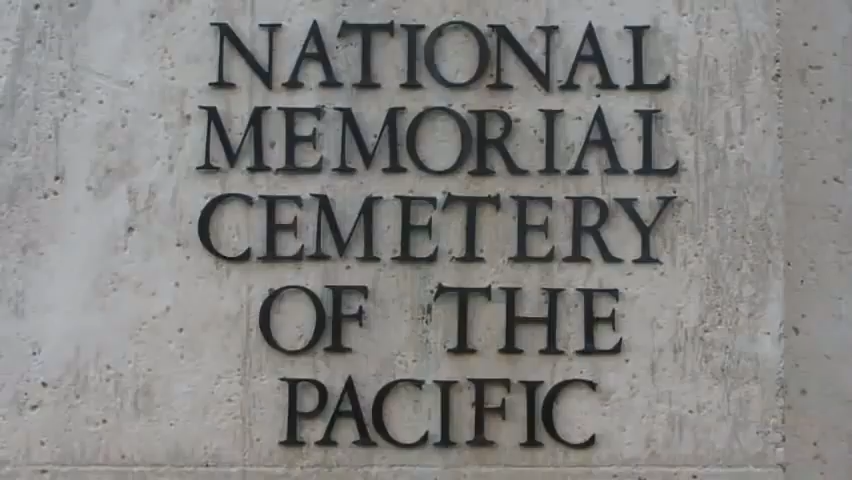 NATIONAL
MEMORIAL
CEMETERY
OF THE
PACIFIC